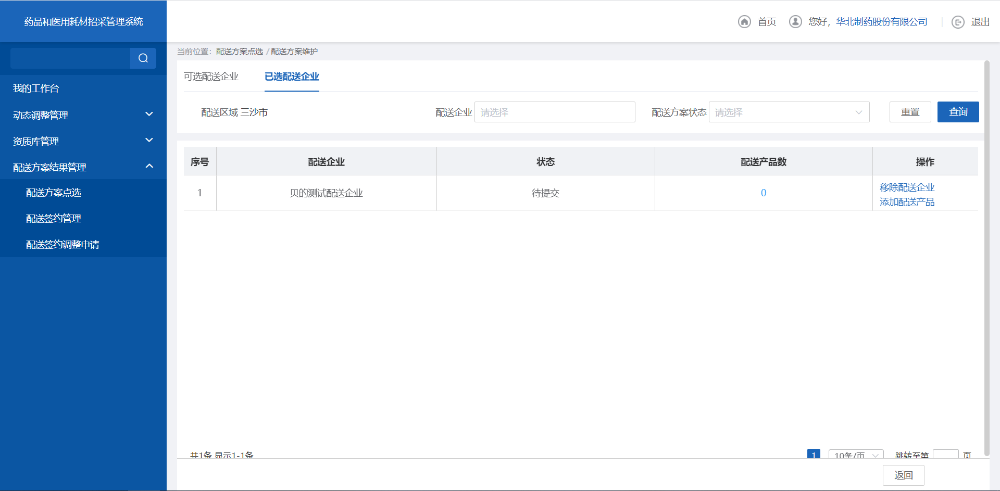 药品和医用耗材招采管理系统
首页
您好，华北制药股份有限公司
退出
当前位置：配送方案点选 / 配送方案维护
我的工作台
动态调整管理
资质库管理
配送方案结果管理
配送方案点选
配送签约管理
配送签约调整申请
可选配送企业
已选配送企业
配送区域 三沙市
配送企业 请选择
配送方案状态 请选择
重置
查询
序号 配送企业 状态 配送产品数 操作
1 贝的测试配送企业 待提交 0 移除配送企业
添加配送产品
共1条 显示1-1条
1 10条/页 跳转至第 页
返回